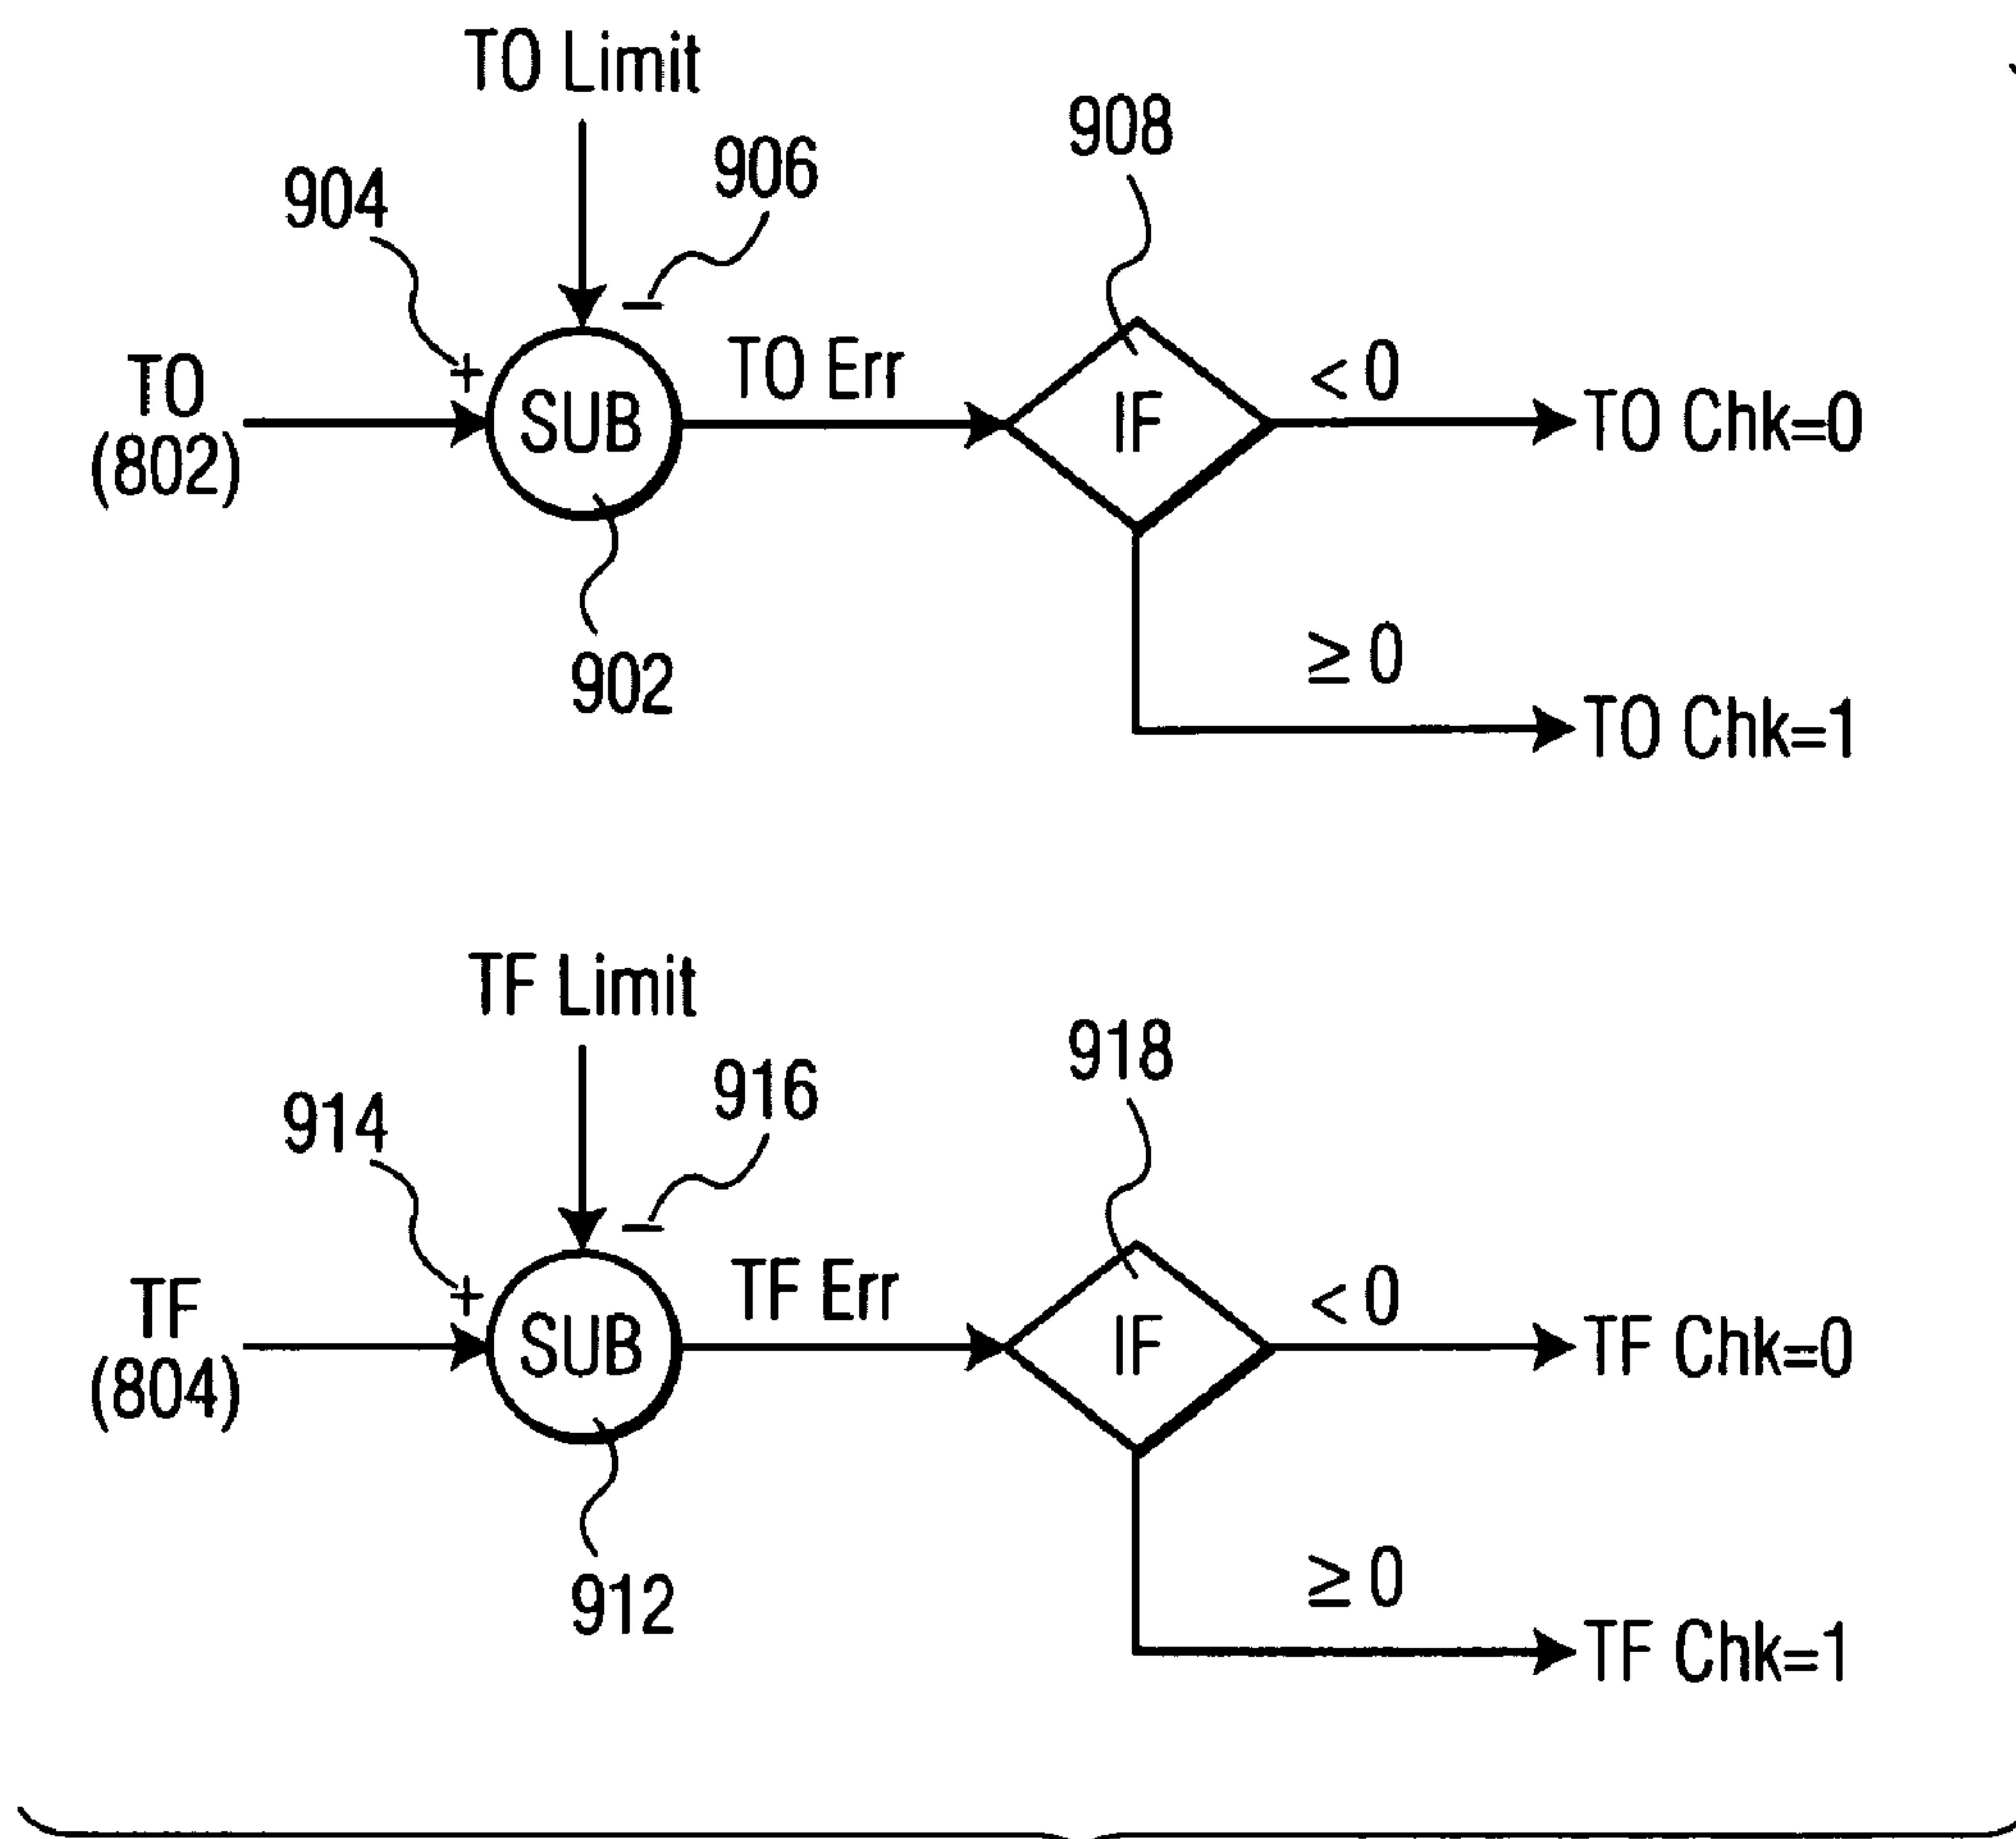 TO Limit
908
906
904
TO Err
< 0
+
−
TO
(802)
SUB
IF
TO Chk=0
902
≥ 0
TO Chk=1
TF Limit
918
916
914
TF Err
< 0
+
−
TF
(804)
SUB
IF
TF Chk=0
912
≥ 0
TF Chk=1